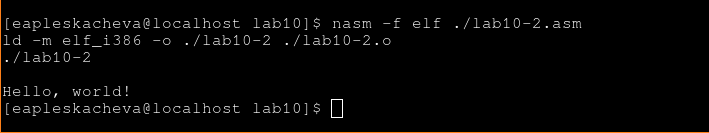 [eapleskacheva@localhost lab10]$ nasm -f elf ./lab10-2.asm
ld -m elf_i386 -o ./lab10-2 ./lab10-2.o
./lab10-2
Hello, world!
[eapleskacheva@localhost lab10]$